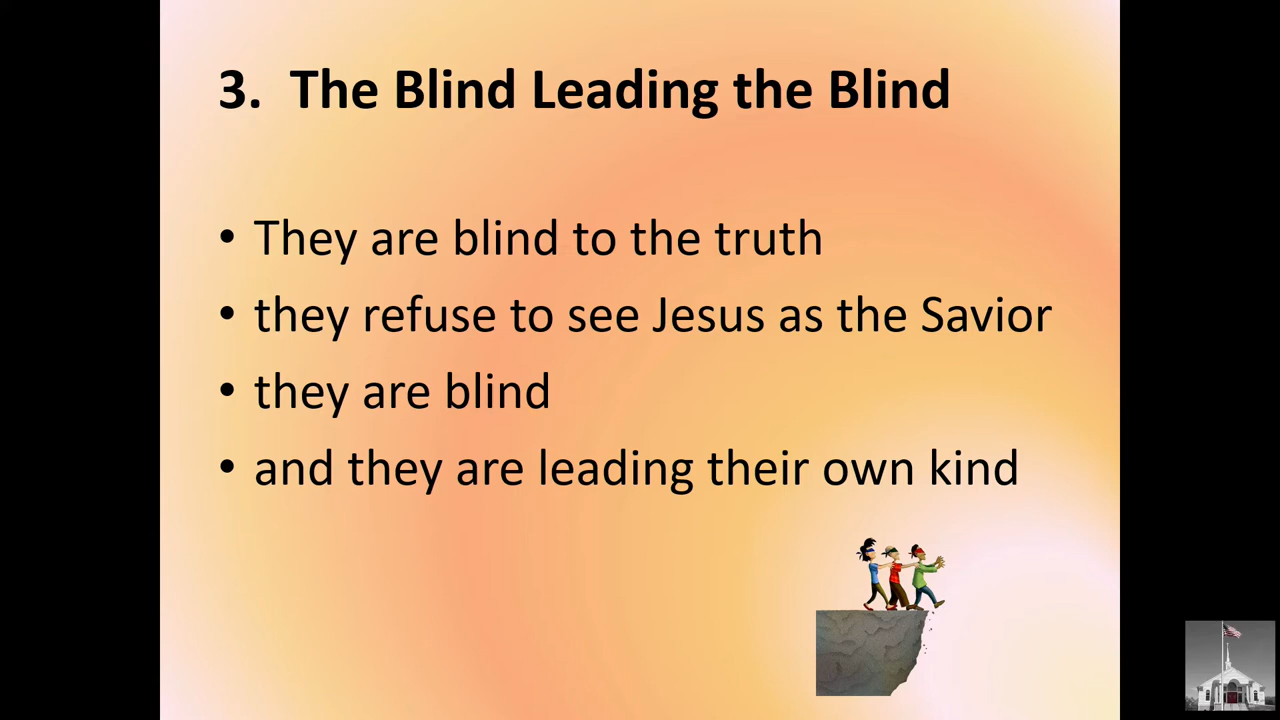 3. The Blind Leading the Blind
• They are blind to the truth
• they refuse to see Jesus as the Savior
• they are blind
• and they are leading their own kind